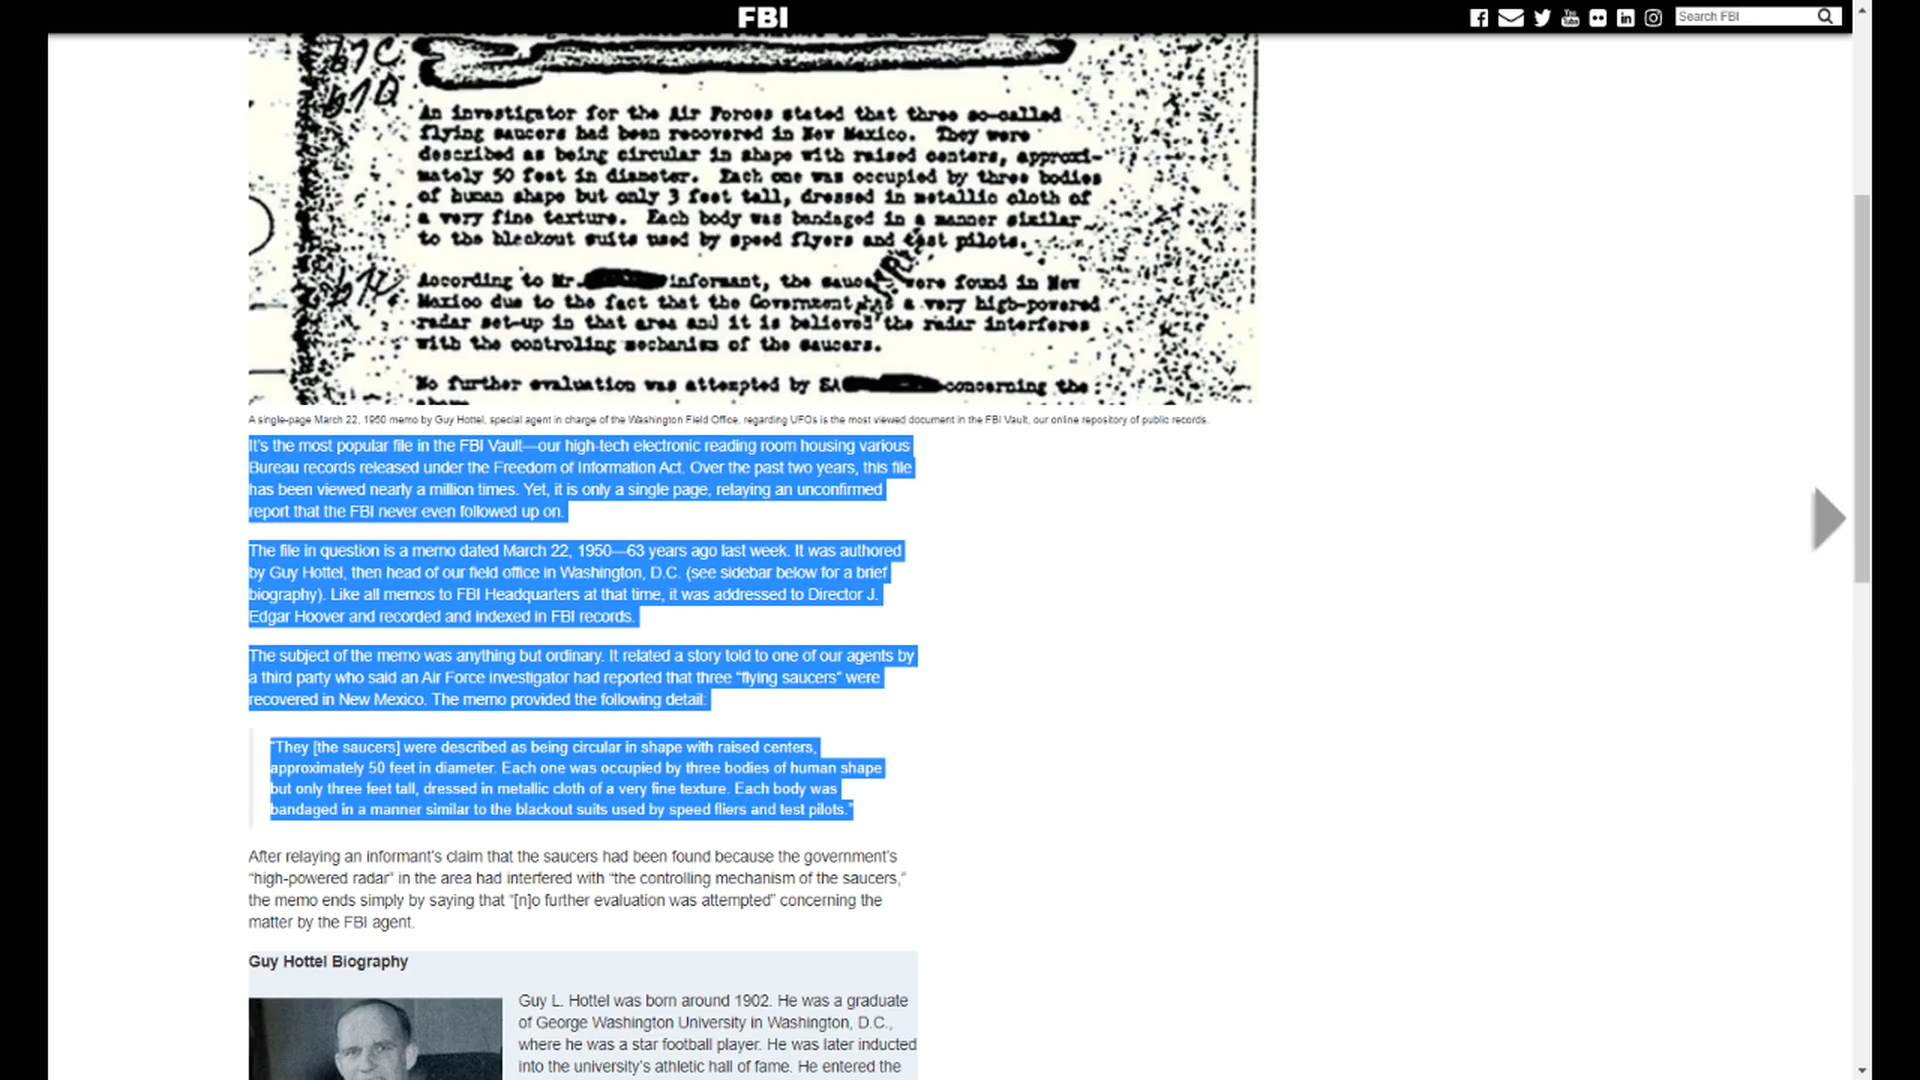 FBI
Search FBI
b7C
b7D
An investigator for the Air Forces stated that three so-called
flying saucers had been recovered in New Mexico. They were
described as being circular in shape with raised centers, approxi-
mately 50 feet in diameter. Each one was occupied by three bodies
of human shape but only 3 feet tall, dressed in metallic cloth of
a very fine texture. Each body was bandaged in a manner similar
to the blackout suits used by speed flyers and test pilots.
According to Mr. informant, the saucers were found in New
Mexico due to the fact that the Government has a very high-powered
radar set-up in that area and it is believed the radar interferes
with the controling mechanism of the saucers.
No further evaluation was attempted by SA concerning the
A single-page March 22, 1950 memo by Guy Hottel, special agent in charge of the Washington Field Office, regarding UFOs is the most viewed document in the FBI Vault, our online repository of public records.
It's the most popular file in the FBI Vault—our high-tech electronic reading room housing various
Bureau records released under the Freedom of Information Act. Over the past two years, this file
has been viewed nearly a million times. Yet, it is only a single page, relaying an unconfirmed
report that the FBI never even followed up on.
The file in question is a memo dated March 22, 1950—63 years ago last week. It was authored
by Guy Hottel, then head of our field office in Washington, D.C. (see sidebar below for a brief
biography). Like all memos to FBI Headquarters at that time, it was addressed to Director J.
Edgar Hoover and recorded and indexed in FBI records.
The subject of the memo was anything but ordinary. It related a story told to one of our agents by
a third party who said an Air Force investigator had reported that three “flying saucers” were
recovered in New Mexico. The memo provided the following detail:
“They [the saucers] were described as being circular in shape with raised centers,
approximately 50 feet in diameter. Each one was occupied by three bodies of human shape
but only three feet tall, dressed in metallic cloth of a very fine texture. Each body was
bandaged in a manner similar to the blackout suits used by speed fliers and test pilots.”
After relaying an informant's claim that the saucers had been found because the government's
“high-powered radar” in the area had interfered with “the controlling mechanism of the saucers,”
the memo ends simply by saying that “[n]o further evaluation was attempted” concerning the
matter by the FBI agent.
Guy Hottel Biography
Guy L. Hottel was born around 1902. He was a graduate
of George Washington University in Washington, D.C.,
where he was a star football player. He was later inducted
into the university's athletic hall of fame. He entered the